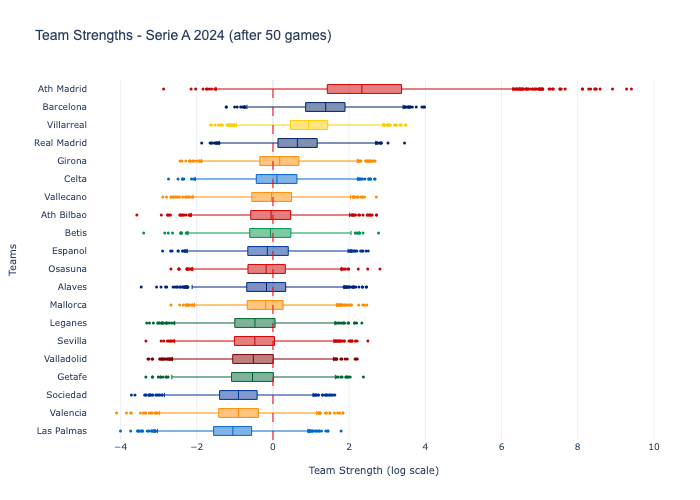 Team Strengths - Serie A 2024 (after 50 games)
Teams
Ath Madrid
Barcelona
Villarreal
Real Madrid
Girona
Celta
Vallecano
Ath Bilbao
Betis
Espanol
Osasuna
Alaves
Mallorca
Leganes
Sevilla
Valladolid
Getafe
Sociedad
Valencia
Las Palmas
−4 −2 0 2 4 6 8 10
Team Strength (log scale)